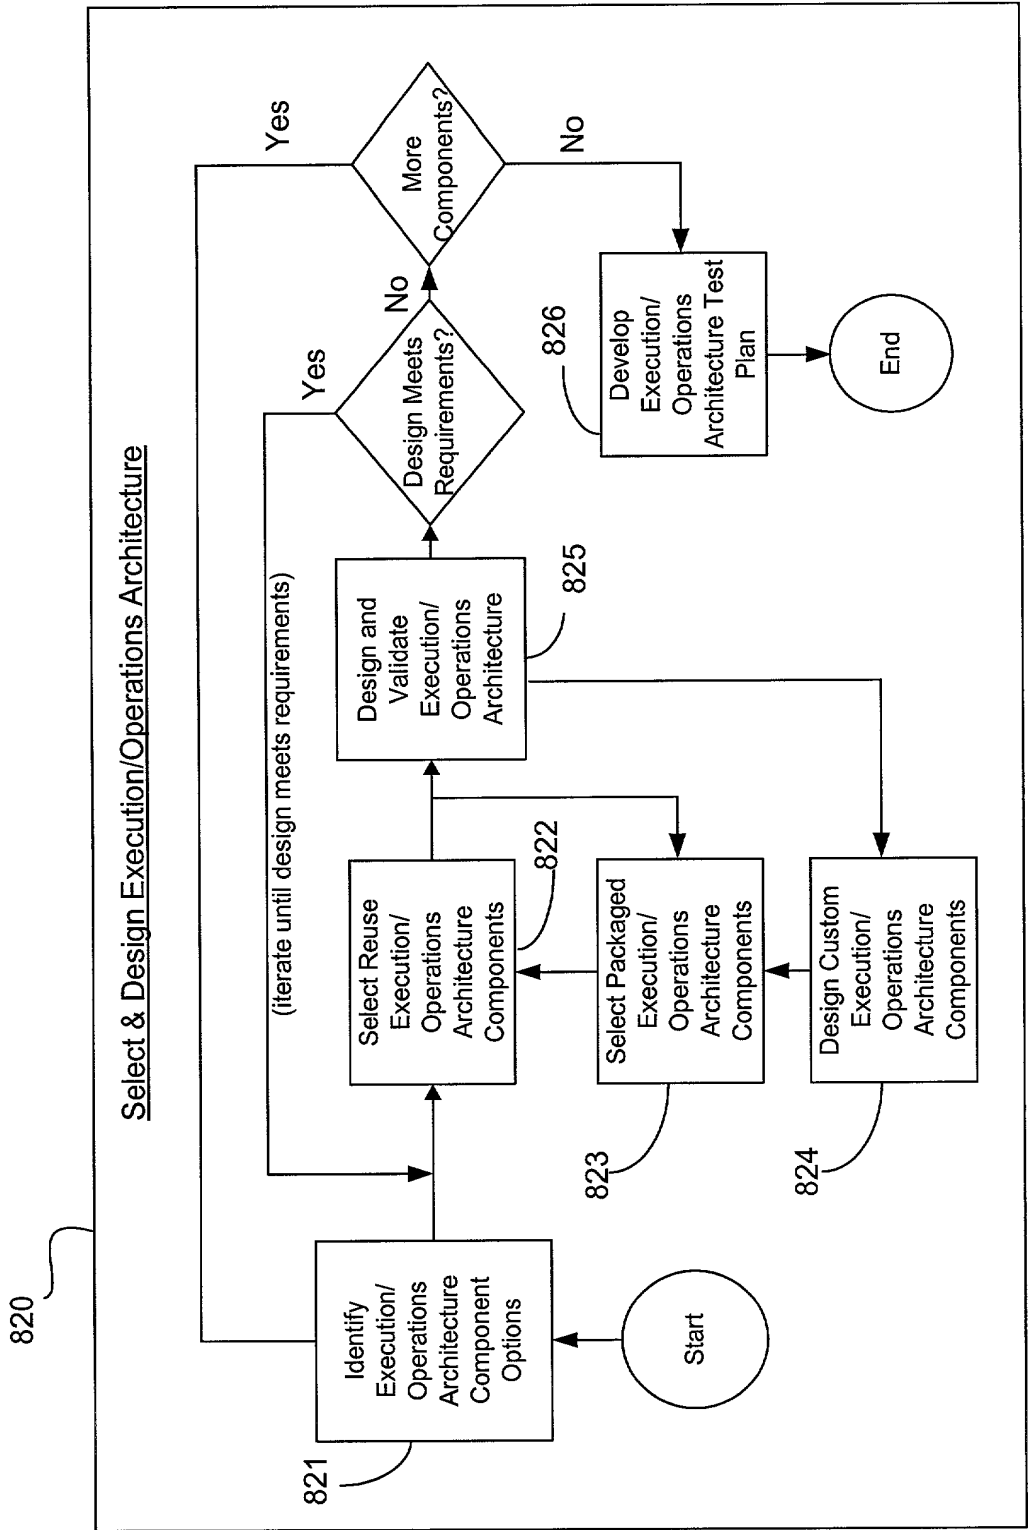 820
Select & Design Execution/Operations Architecture
Yes
(iterate until design meets requirements)
Yes
821
Identify
Execution/
Operations
Architecture
Component
Options
Start
Select Reuse
Execution/
Operations
Architecture
Components
822
Select Packaged
Execution/
Operations
Architecture
Components
823
Design Custom
Execution/
Operations
Architecture
Components
824
Design and
Validate
Execution/
Operations
Architecture
825
Design Meets
Requirements?
No
More
Components?
No
826
Develop
Execution/
Operations
Architecture Test
Plan
End